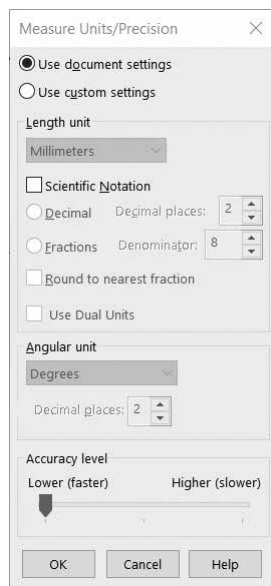 Measure Units/Precision
Use document settings
Use custom settings
Length unit
Millimeters
Scientific Notation
Decimal Decimal places: 2
Fractions Denominator: 8
Round to nearest fraction
Use Dual Units
Angular unit
Degrees
Decimal places: 2
Accuracy level
Lower (faster) Higher (slower)
OK Cancel Help